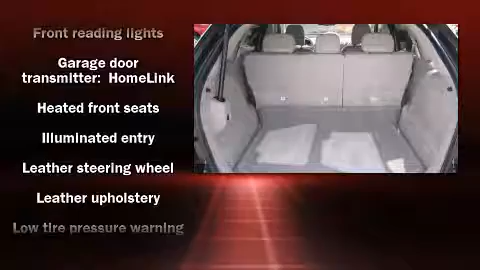 Front reading lights
Garage door
transmitter: HomeLink
Heated front seats
Illuminated entry
Leather steering wheel
Leather upholstery
Low tire pressure warning